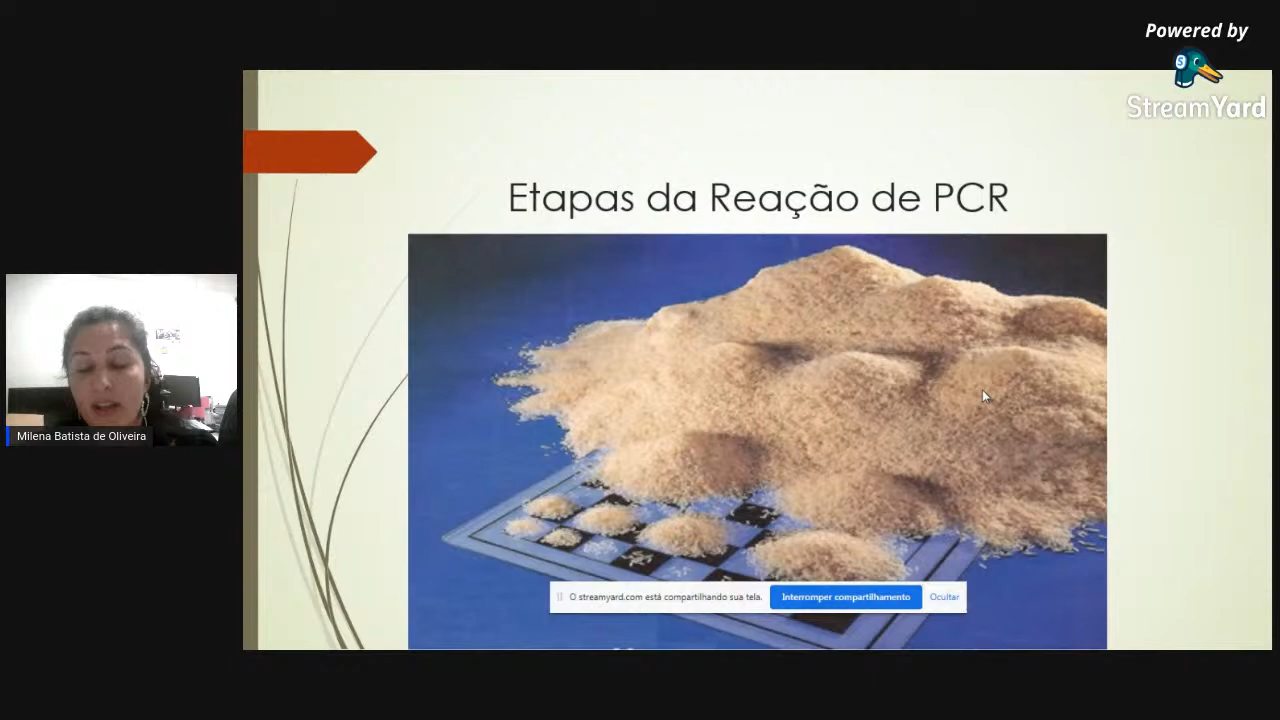 Powered by
StreamYard
Etapas da Reação de PCR
Milena Batista de Oliveira
O streamyard.com está compartilhando sua tela.
Interromper compartilhamento
Ocultar